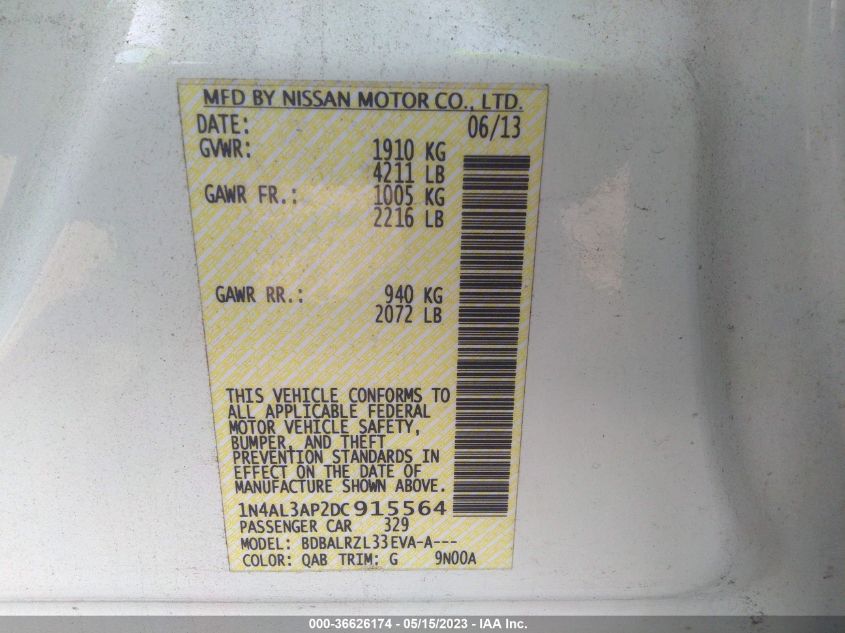 MFD BY NISSAN MOTOR CO., LTD.
DATE: 06/13
GVWR: 1910 KG
4211 LB
GAWR FR.: 1005 KG
2216 LB
GAWR RR.: 940 KG
2072 LB
THIS VEHICLE CONFORMS TO
ALL APPLICABLE FEDERAL
MOTOR VEHICLE SAFETY,
BUMPER, AND THEFT
PREVENTION STANDARDS IN
EFFECT ON THE DATE OF
MANUFACTURE SHOWN ABOVE.
1N4AL3AP2DC915564
PASSENGER CAR 329
MODEL: BDBALRZL33EVA-A---
COLOR: QAB TRIM: G 9N00A
000-36626174 - 05/15/2023 - IAA Inc.